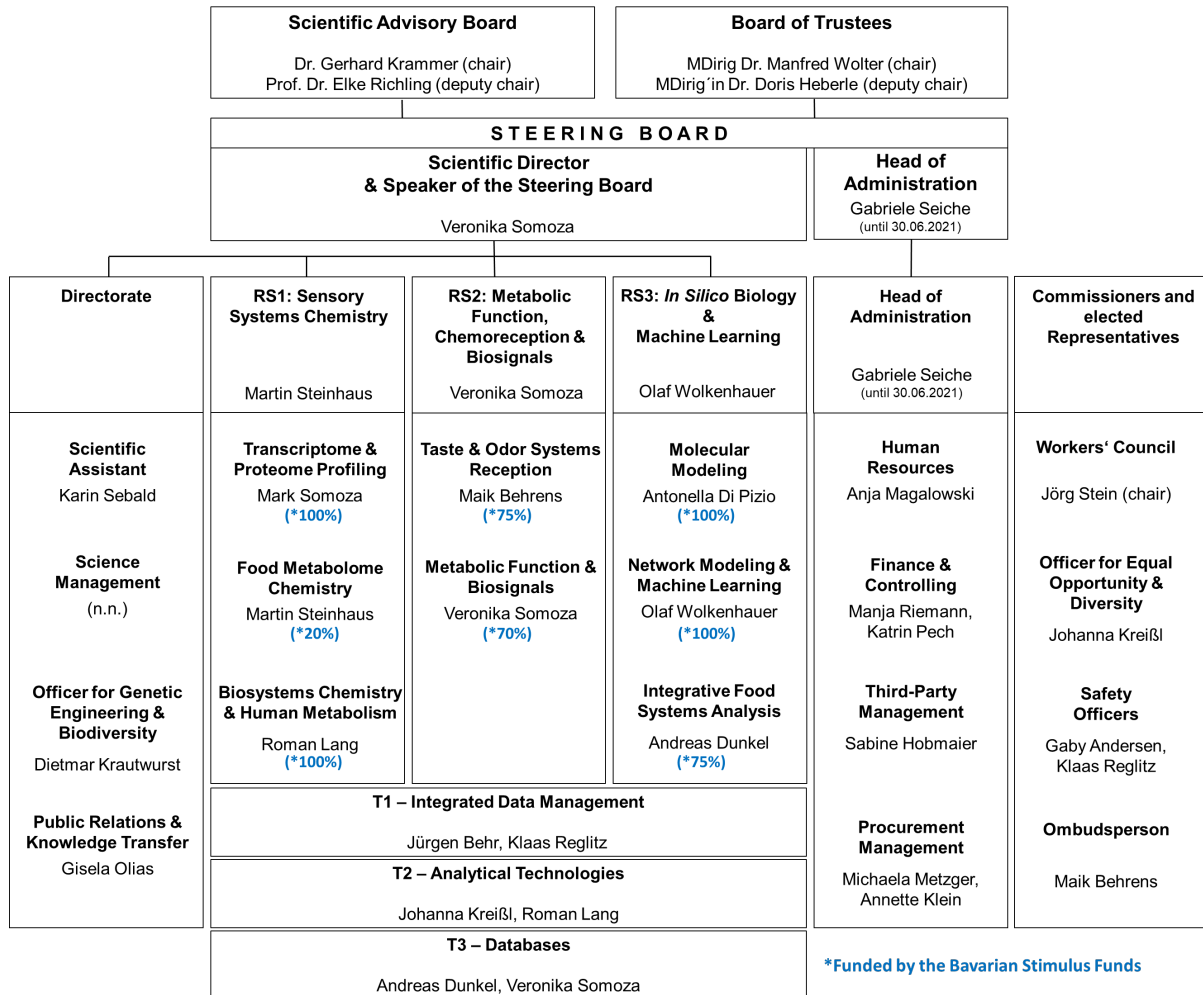 Scientific Advisory Board
Dr. Gerhard Krammer (chair)
Prof. Dr. Elke Richling (deputy chair)
Board of Trustees
MDirig Dr. Manfred Wolter (chair)
MDirig´in Dr. Doris Heberle (deputy chair)
STEERING BOARD
Scientific Director
& Speaker of the Steering Board
Veronika Somoza
Head of
Administration
Gabriele Seiche
(until 30.06.2021)
Directorate
Scientific
Assistant
Karin Sebald
Science
Management
(n.n.)
Officer for Genetic
Engineering &
Biodiversity
Dietmar Krautwurst
Public Relations &
Knowledge Transfer
Gisela Olias
RS1: Sensory
Systems Chemistry
Martin Steinhaus
Transcriptome &
Proteome Profiling
Mark Somoza
(*100%)
Food Metabolome
Chemistry
Martin Steinhaus
(*20%)
Biosystems Chemistry
& Human Metabolism
Roman Lang
(*100%)
RS2: Metabolic
Function,
Chemoreception &
Biosignals
Veronika Somoza
Taste & Odor Systems
Reception
Maik Behrens
(*75%)
Metabolic Function &
Biosignals
Veronika Somoza
(*70%)
RS3: In Silico Biology
&
Machine Learning
Olaf Wolkenhauer
Molecular
Modeling
Antonella Di Pizio
(*100%)
Network Modeling &
Machine Learning
Olaf Wolkenhauer
(*100%)
Integrative Food
Systems Analysis
Andreas Dunkel
(*75%)
T1 – Integrated Data Management
Jürgen Behr, Klaas Reglitz
T2 – Analytical Technologies
Johanna Kreißl, Roman Lang
T3 – Databases
Andreas Dunkel, Veronika Somoza
Head of
Administration
Gabriele Seiche
(until 30.06.2021)
Human
Resources
Anja Magalowski
Finance &
Controlling
Manja Riemann,
Katrin Pech
Third-Party
Management
Sabine Hobmaier
Procurement
Management
Michaela Metzger,
Annette Klein
Commissioners and
elected
Representatives
Workers‘ Council
Jörg Stein (chair)
Officer for Equal
Opportunity &
Diversity
Johanna Kreißl
Safety
Officers
Gaby Andersen,
Klaas Reglitz
Ombudsperson
Maik Behrens
*Funded by the Bavarian Stimulus Funds